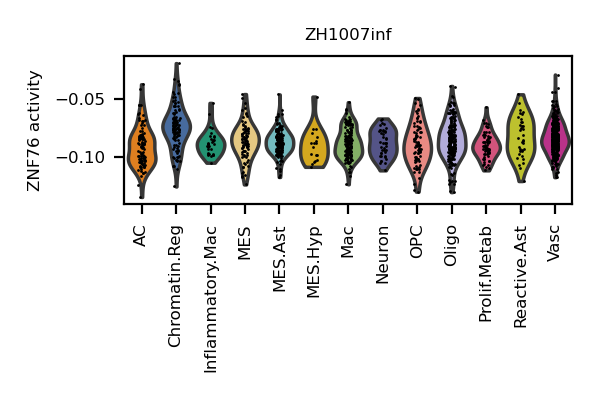 ZH1007inf
ZNF76 activity
−0.05
−0.10
AC
Chromatin.Reg
Inflammatory.Mac
MES
MES.Ast
MES.Hyp
Mac
Neuron
OPC
Oligo
Prolif.Metab
Reactive.Ast
Vasc